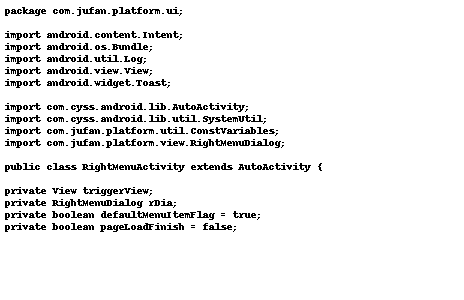 package com.jufan.platform.ui;

import android.content.Intent;
import android.os.Bundle;
import android.util.Log;
import android.view.View;
import android.widget.Toast;

import com.cyss.android.lib.AutoActivity;
import com.cyss.android.lib.util.SystemUtil;
import com.jufan.platform.util.ConstVariables;
import com.jufan.platform.view.RightMenuDialog;

public class RightMenuActivity extends AutoActivity {

private View triggerView;
private RightMenuDialog rDia;
private boolean defaultMenuItemFlag = true;
private boolean pageLoadFinish = false;